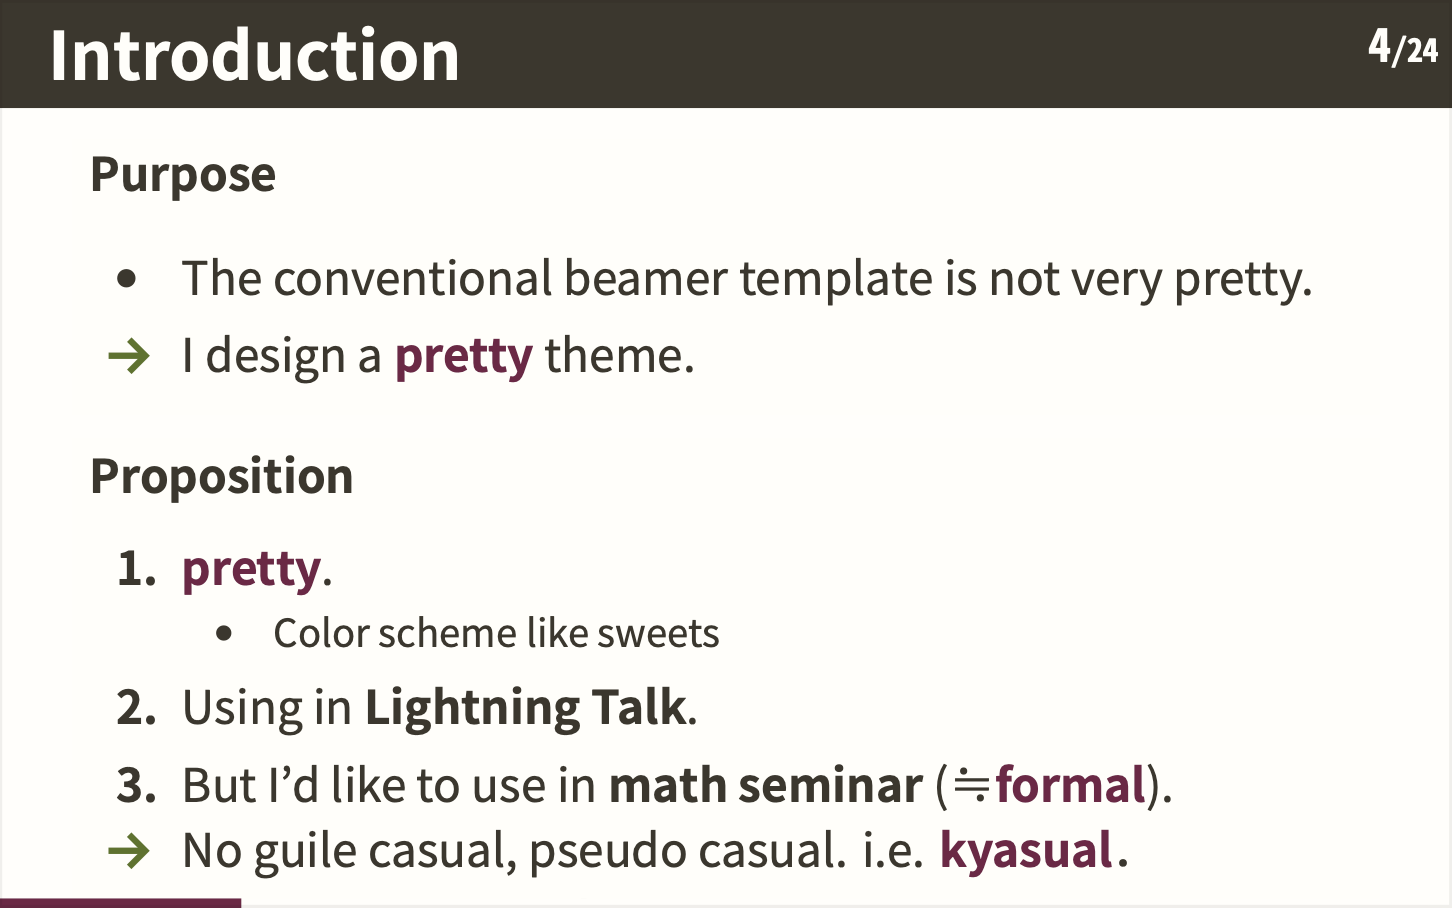 Introduction
4/24
Purpose
• The conventional beamer template is not very pretty.
→ I design a pretty theme.
Proposition
1. pretty.
• Color scheme like sweets
2. Using in Lightning Talk.
3. But I’d like to use in math seminar (≒formal).
→ No guile casual, pseudo casual. i.e. kyasual.